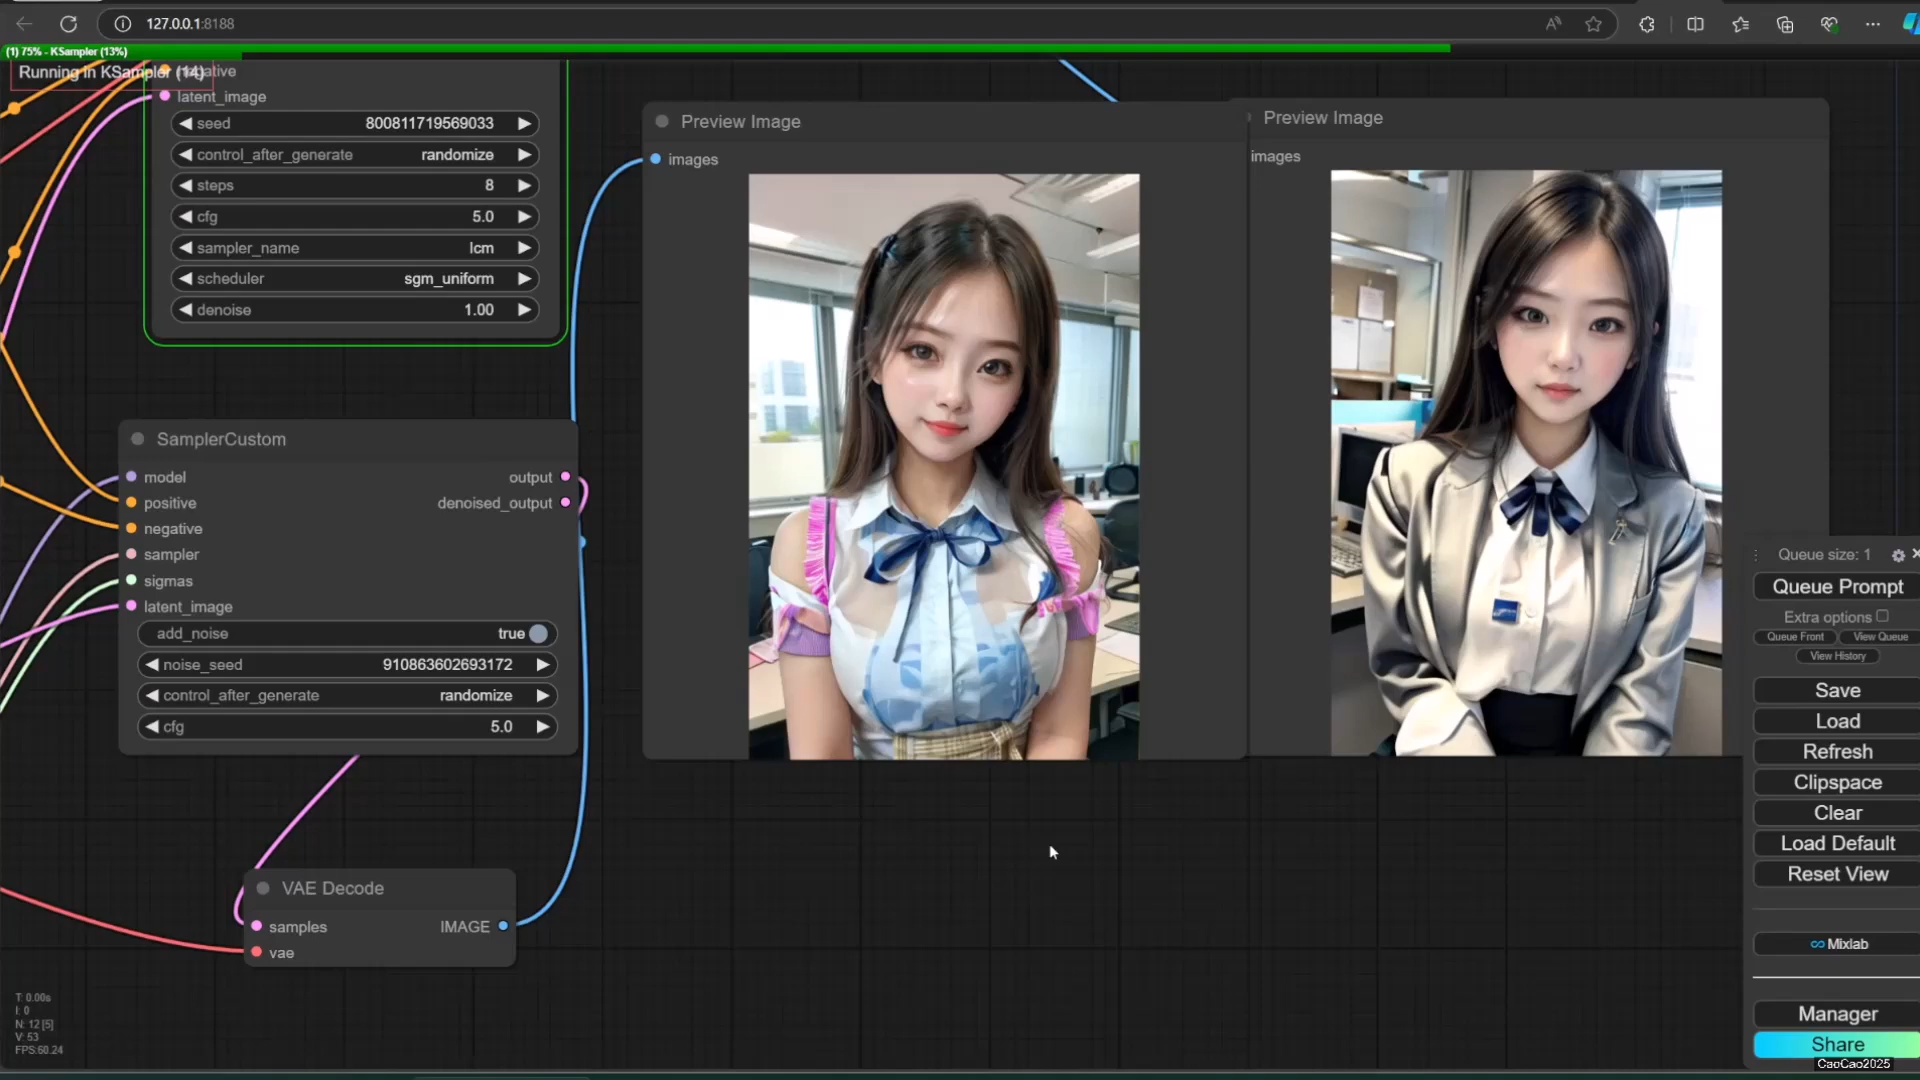 127.0.0.1:8188
(1) 75% - KSampler (13%)
Running in KSampler (14)
negative
latent_image
seed 800811719569033
control_after_generate randomize
steps 8
cfg 5.0
sampler_name lcm
scheduler sgm_uniform
denoise 1.00
SamplerCustom
model output
positive denoised_output
negative
sampler
sigmas
latent_image
add_noise true
noise_seed 910863602693172
control_after_generate randomize
cfg 5.0
VAE Decode
samples IMAGE
vae
Preview Image
images
Preview Image
images
Queue size: 1
Queue Prompt
Extra options
Queue Front View Queue
View History
Save
Load
Refresh
Clipspace
Clear
Load Default
Reset View
Mixlab
Manager
Share
CaoCao2025
T: 0.00s
I: 0
N: 12 [5]
V: 53
FPS:60.24